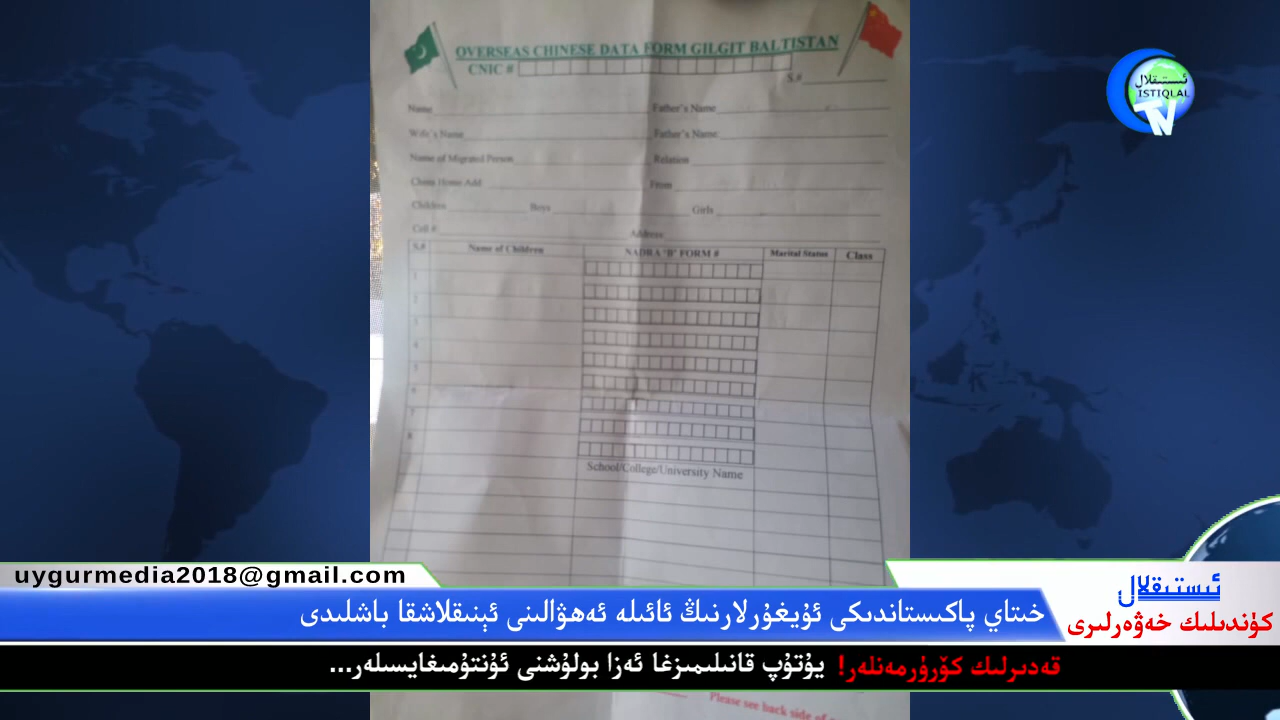 OVERSEAS CHINESE DATA FORM GILGIT BALTISTAN
CNIC #
S.#
Name Father's Name
Wife's Name Father's Name
Name of Migrated Person Relation
China Home Add From
Children Boys Girls
Cell # Address
S.# Name of Children NADRA "B" FORM # Marital Status Class
1
2
3
4
5
6
7
8
School/College/University Name
Please see back side of
ئىستىقلال
ISTIQLAL
TV
uygurmedia2018@gmail.com
ئىستىقلال
كۈندىلىك خەۋەرلىرى
خىتاي پاكىستاندىكى ئۇيغۇرلارنىڭ ئائىلە ئەھۋالىنى ئېنىقلاشقا باشلىدى
قەدىرلىك كۆرۈرمەنلەر! يۇتۇپ قانىلىمىزغا ئەزا بولۇشنى ئۇنتۇمىغايسىلەر...